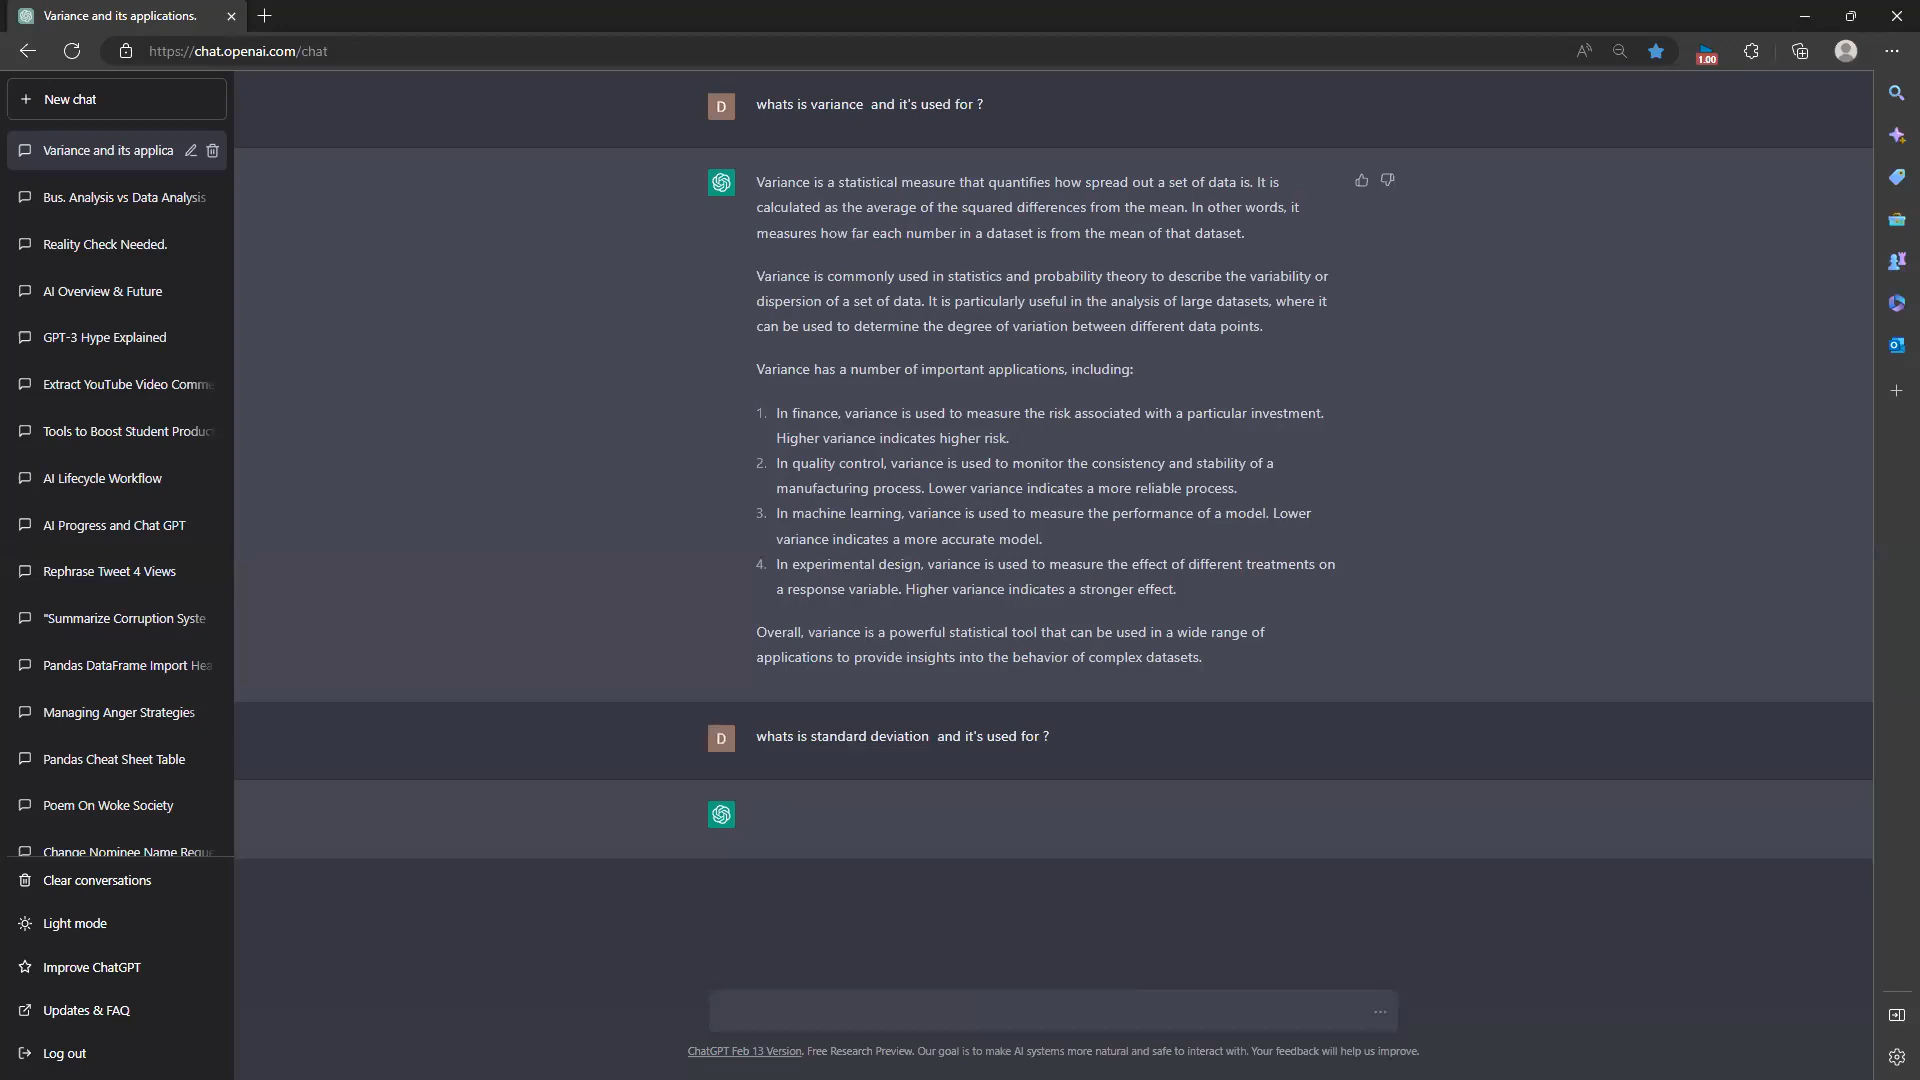 Variance and its applications.
https://chat.openai.com/chat
1.00
New chat
Variance and its applica
Bus. Analysis vs Data Analysis
Reality Check Needed.
AI Overview & Future
GPT-3 Hype Explained
Extract YouTube Video Comme
Tools to Boost Student Produc
AI Lifecycle Workflow
AI Progress and Chat GPT
Rephrase Tweet 4 Views
"Summarize Corruption Syste
Pandas DataFrame Import Hea
Managing Anger Strategies
Pandas Cheat Sheet Table
Poem On Woke Society
Change Nominee Name Reque
Clear conversations
Light mode
Improve ChatGPT
Updates & FAQ
Log out
D
whats is variance  and it's used for ?
Variance is a statistical measure that quantifies how spread out a set of data is. It is
calculated as the average of the squared differences from the mean. In other words, it
measures how far each number in a dataset is from the mean of that dataset.
Variance is commonly used in statistics and probability theory to describe the variability or
dispersion of a set of data. It is particularly useful in the analysis of large datasets, where it
can be used to determine the degree of variation between different data points.
Variance has a number of important applications, including:
1. In finance, variance is used to measure the risk associated with a particular investment.
Higher variance indicates higher risk.
2. In quality control, variance is used to monitor the consistency and stability of a
manufacturing process. Lower variance indicates a more reliable process.
3. In machine learning, variance is used to measure the performance of a model. Lower
variance indicates a more accurate model.
4. In experimental design, variance is used to measure the effect of different treatments on
a response variable. Higher variance indicates a stronger effect.
Overall, variance is a powerful statistical tool that can be used in a wide range of
applications to provide insights into the behavior of complex datasets.
D
whats is standard deviation  and it's used for ?
ChatGPT Feb 13 Version. Free Research Preview. Our goal is to make AI systems more natural and safe to interact with. Your feedback will help us improve.